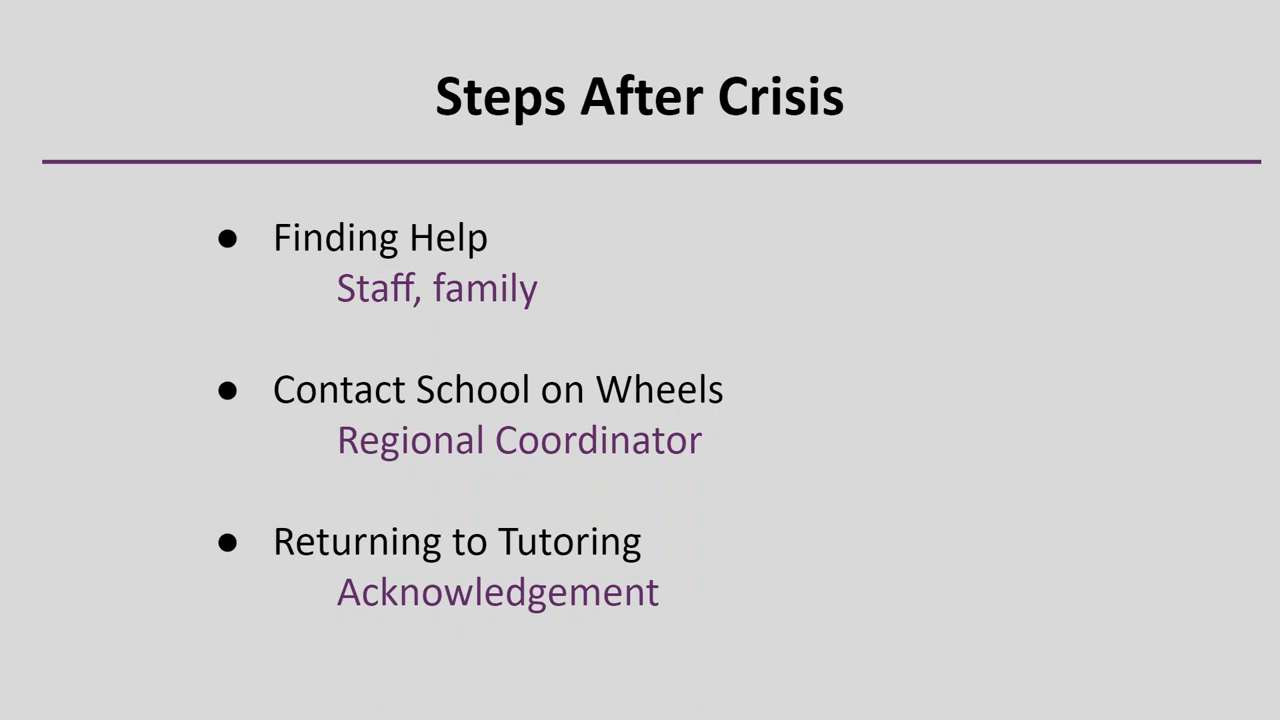 Steps After Crisis
● Finding Help
Staff, family
● Contact School on Wheels
Regional Coordinator
● Returning to Tutoring
Acknowledgement